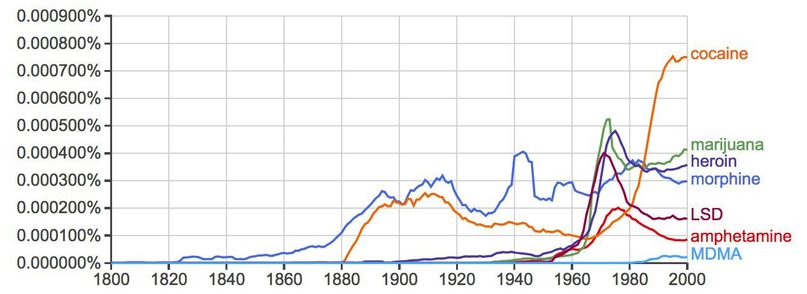 0.000900%
0.000800%
0.000700%
0.000600%
0.000500%
0.000400%
0.000300%
0.000200%
0.000100%
0.000000%
1800 1820 1840 1860 1880 1900 1920 1940 1960 1980 2000
cocaine
marijuana
heroin
morphine
LSD
amphetamine
MDMA